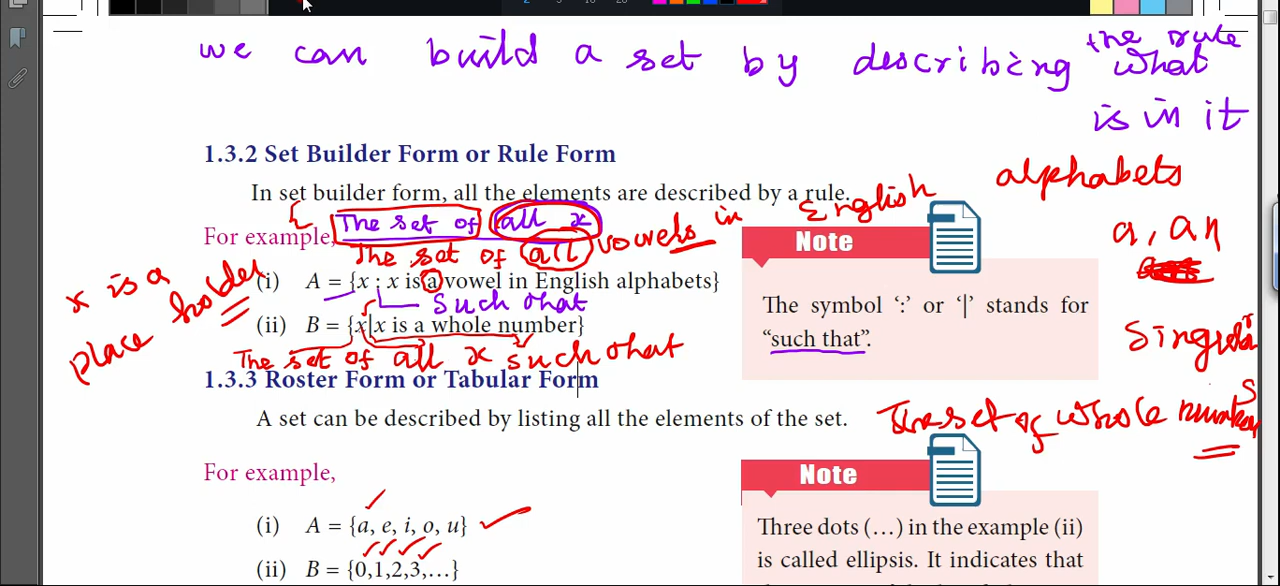 we can build a set by describing the rule what
is in it
1.3.2 Set Builder Form or Rule Form
alphabets
In set builder form, all the elements are described by a rule.
{ The set of all x
in English
For example,
The set of all vowels
Note
a, an
x is a
place holder
(i) A = {x : x is a vowel in English alphabets}
such that
The symbol ‘:’ or ‘|’ stands for
“such that”.
(ii) B = {x|x is a whole number}
The set of all x such that
1.3.3 Roster Form or Tabular Form
A set can be described by listing all the elements of the set.
The set of whole numbers
For example,
Note
(i) A = {a, e, i, o, u}
(ii) B = {0,1,2,3,…}
Three dots (…) in the example (ii)
is called ellipsis. It indicates that